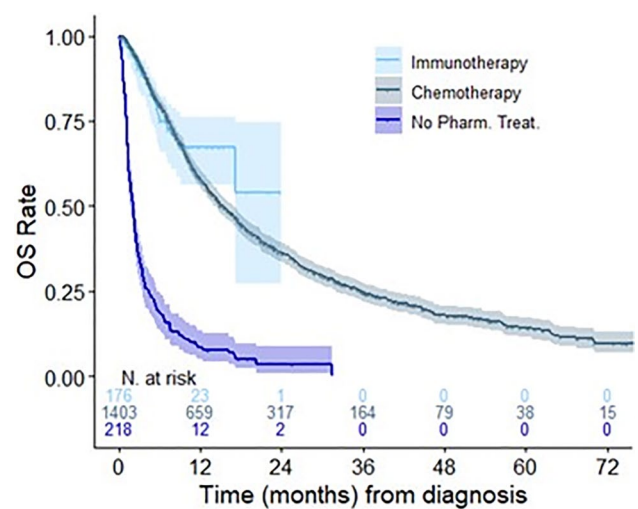 1.00
0.75
0.50
0.25
0.00
OS Rate
Immunotherapy
Chemotherapy
No Pharm. Treat.
N. at risk
176 23 1 0 0 0 0
1403 659 317 164 79 38 15
218 12 2 0 0 0 0
0 12 24 36 48 60 72
Time (months) from diagnosis